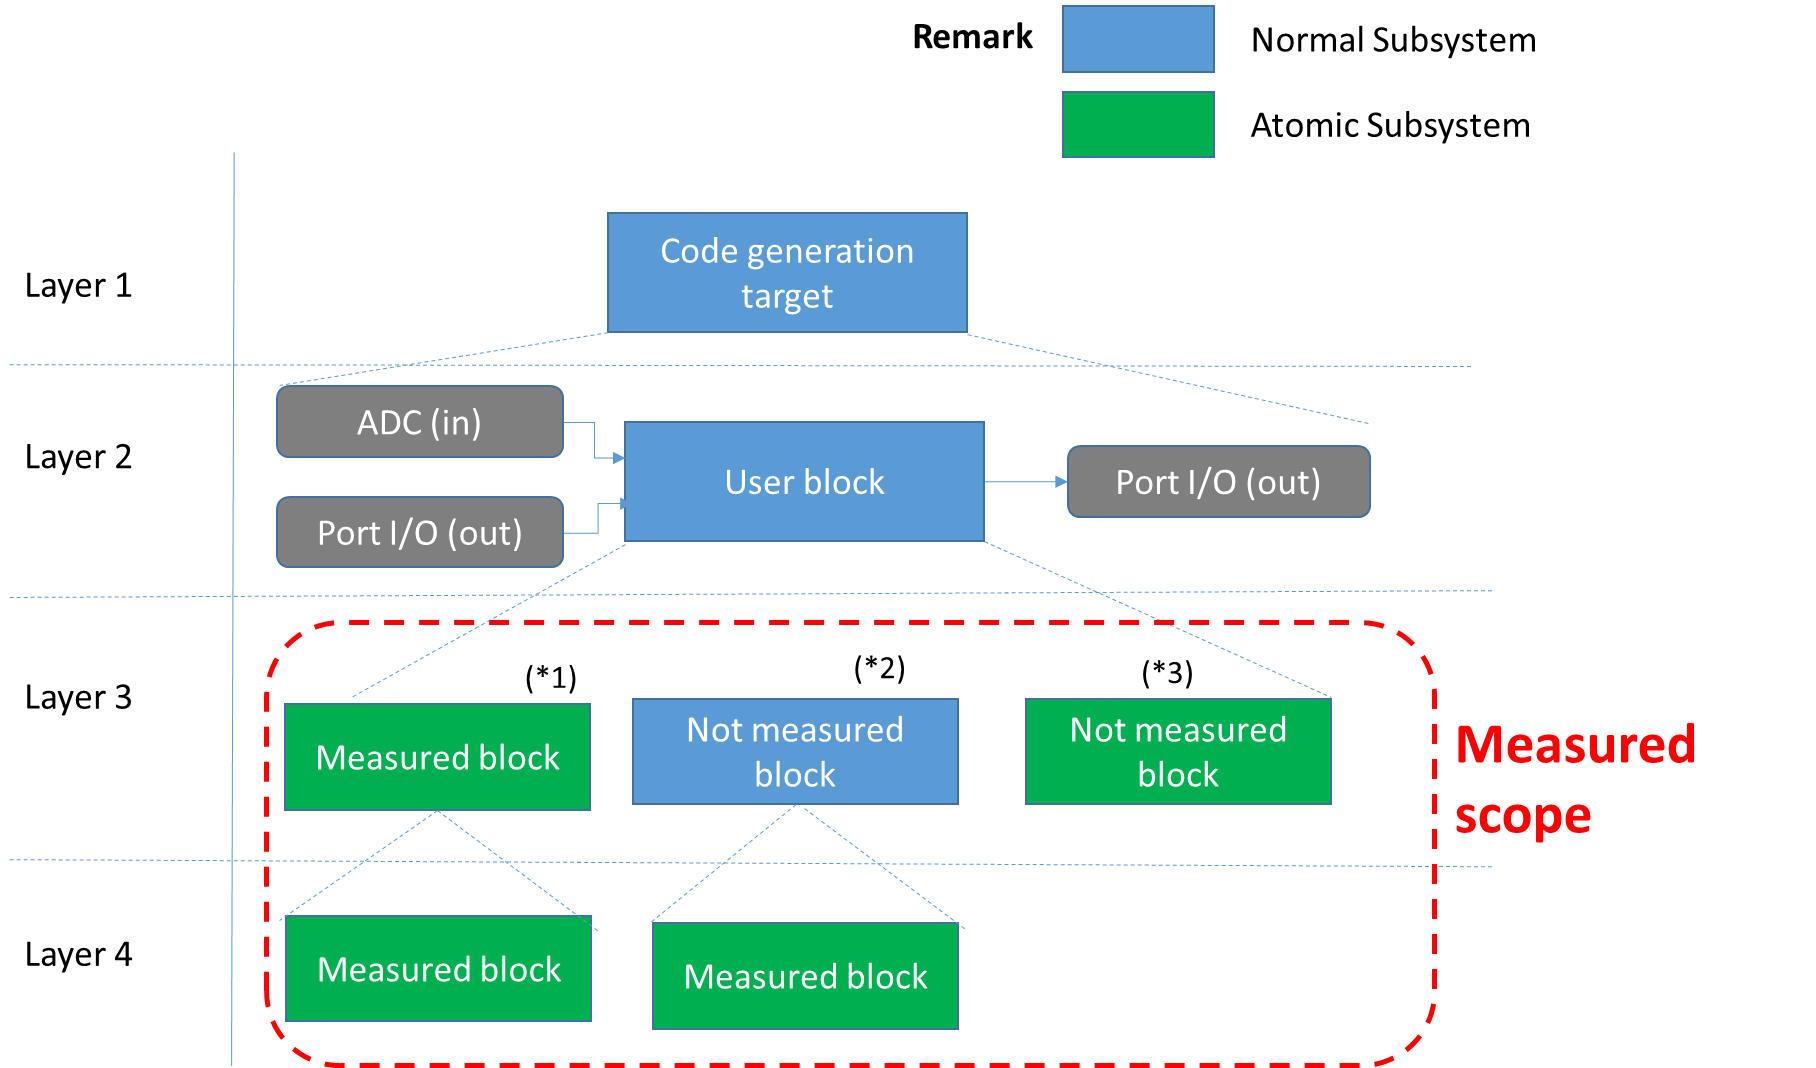 Remark
Normal Subsystem
Atomic Subsystem
Layer 1
Code generation
target
Layer 2
ADC (in)
Port I/O (out)
User block
Port I/O (out)
Layer 3
(*1)
Measured block
(*2)
Not measured
block
(*3)
Not measured
block
Measured
scope
Layer 4
Measured block
Measured block